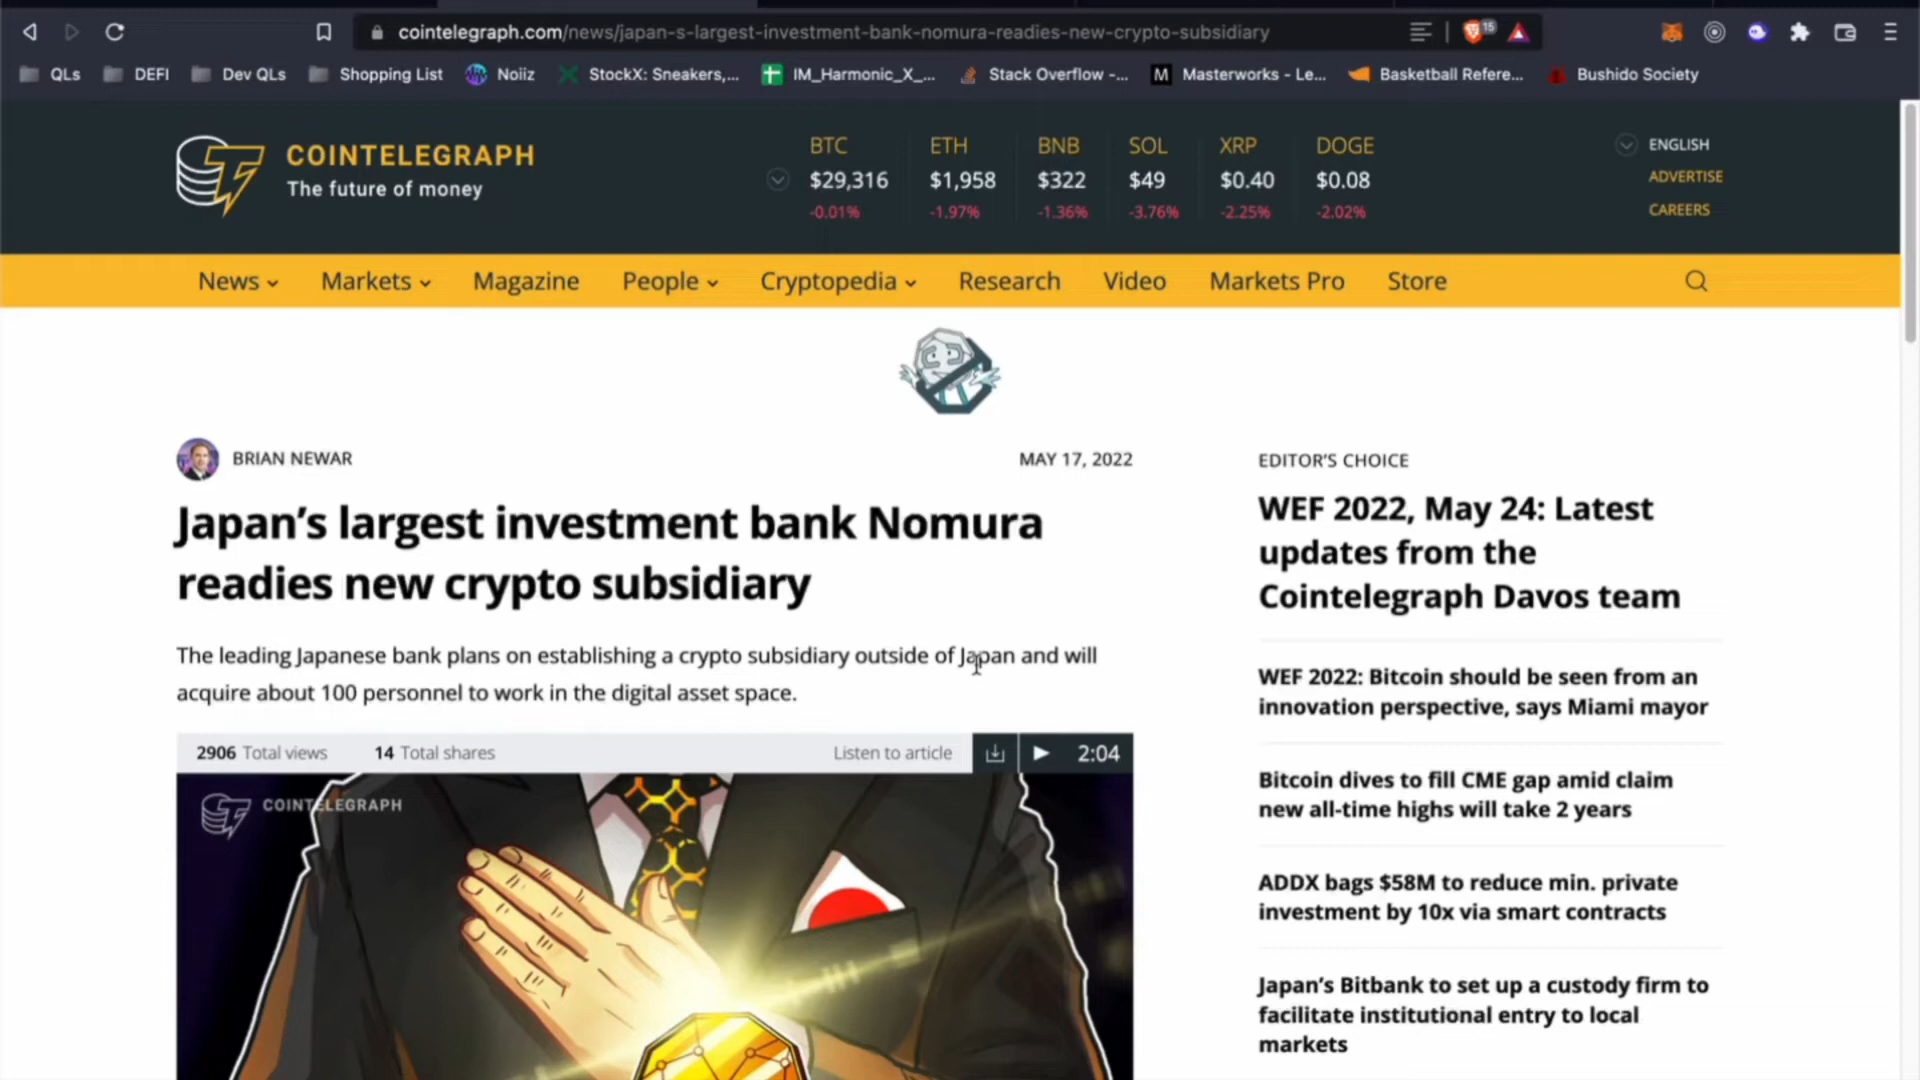 cointelegraph.com/news/japan-s-largest-investment-bank-nomura-readies-new-crypto-subsidiary
15
QLs DEFI Dev QLs Shopping List Noiiz StockX: Sneakers,... IM_Harmonic_X_... Stack Overflow -... M Masterworks - Le... Basketball Refere... Bushido Society
COINTELEGRAPH
The future of money
BTC ETH BNB SOL XRP DOGE
$29,316 $1,958 $322 $49 $0.40 $0.08
-0.01% -1.97% -1.36% -3.76% -2.25% -2.02%
ENGLISH
ADVERTISE
CAREERS
News Markets Magazine People Cryptopedia Research Video Markets Pro Store
BRIAN NEWAR MAY 17, 2022
Japan's largest investment bank Nomura
readies new crypto subsidiary
The leading Japanese bank plans on establishing a crypto subsidiary outside of Japan and will
acquire about 100 personnel to work in the digital asset space.
2906 Total views 14 Total shares Listen to article 2:04
COINTELEGRAPH
EDITOR'S CHOICE
WEF 2022, May 24: Latest
updates from the
Cointelegraph Davos team
WEF 2022: Bitcoin should be seen from an
innovation perspective, says Miami mayor
Bitcoin dives to fill CME gap amid claim
new all-time highs will take 2 years
ADDX bags $58M to reduce min. private
investment by 10x via smart contracts
Japan's Bitbank to set up a custody firm to
facilitate institutional entry to local
markets